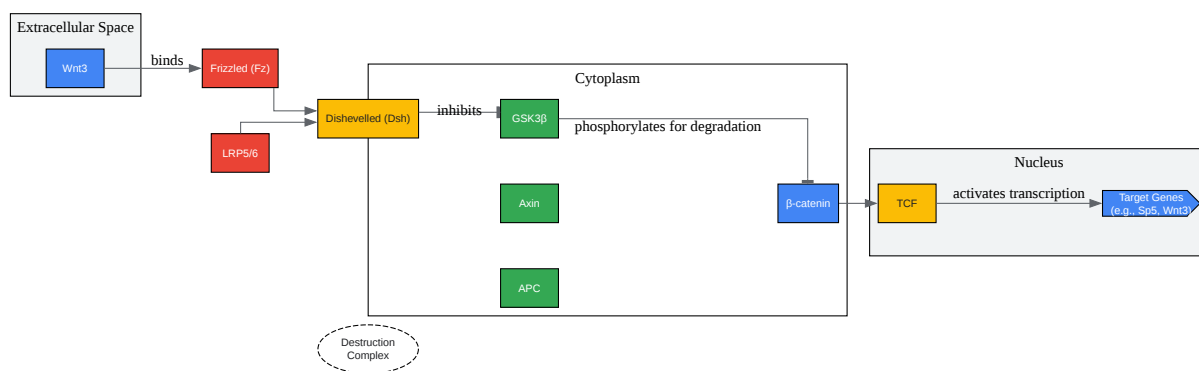 Extracellular Space
Wnt3
binds
Frizzled (Fz)
LRP5/6
Cytoplasm
Dishevelled (Dsh)
inhibits
GSK3β
phosphorylates for degradation
Axin
APC
β-catenin
Destruction
Complex
Nucleus
TCF
activates transcription
Target Genes
(e.g., Sp5, Wnt3)